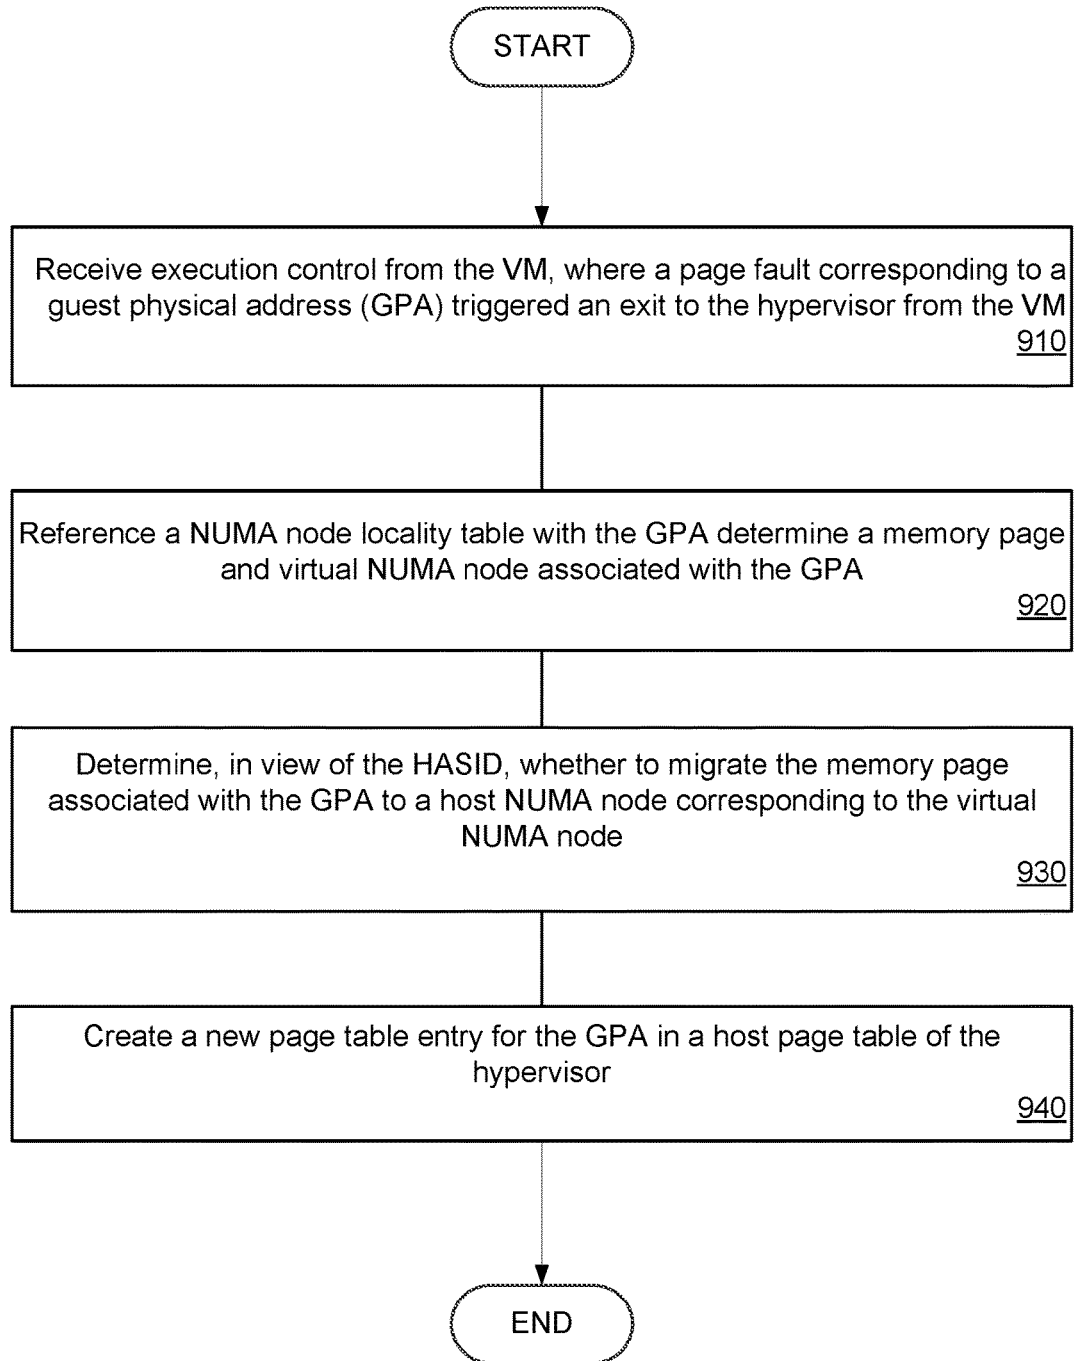 START
Receive execution control from the VM, where a page fault corresponding to a
guest physical address (GPA) triggered an exit to the hypervisor from the VM
910
Reference a NUMA node locality table with the GPA determine a memory page
and virtual NUMA node associated with the GPA
920
Determine, in view of the HASID, whether to migrate the memory page
associated with the GPA to a host NUMA node corresponding to the virtual
NUMA node
930
Create a new page table entry for the GPA in a host page table of the
hypervisor
940
END